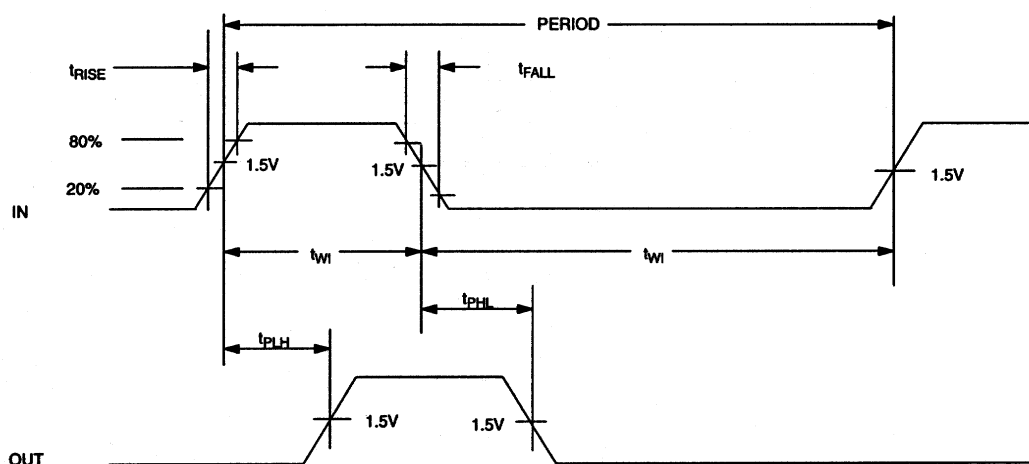 PERIOD
tRISE
tFALL
80%
1.5V
1.5V
1.5V
20%
IN
tWI
tWI
tPHL
tPLH
1.5V
1.5V
OUT